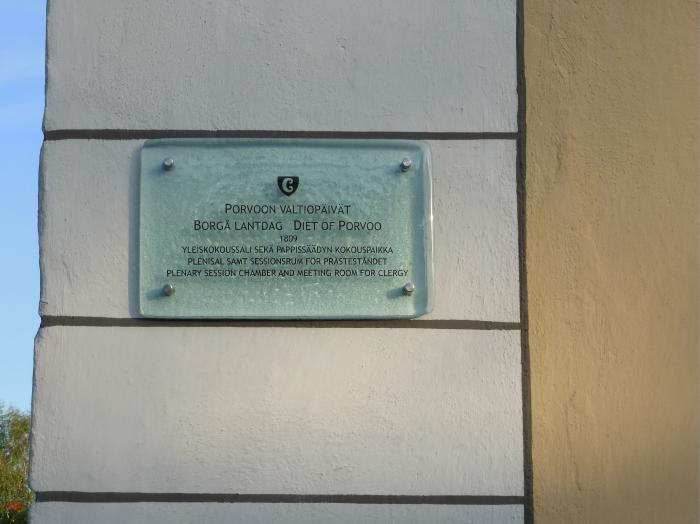 C
PORVOON VALTIOPÄIVÄT
BORGÅ LANTDAG DIET OF PORVOO
1809
YLEISKOKOUSSALI SEKÄ PAPPISSÄÄDYN KOKOUSPAIKKA
PLENISAL SAMT SESSIONSRUM FÖR PRÄSTESTÅNDET
PLENARY SESSION CHAMBER AND MEETING ROOM FOR CLERGY